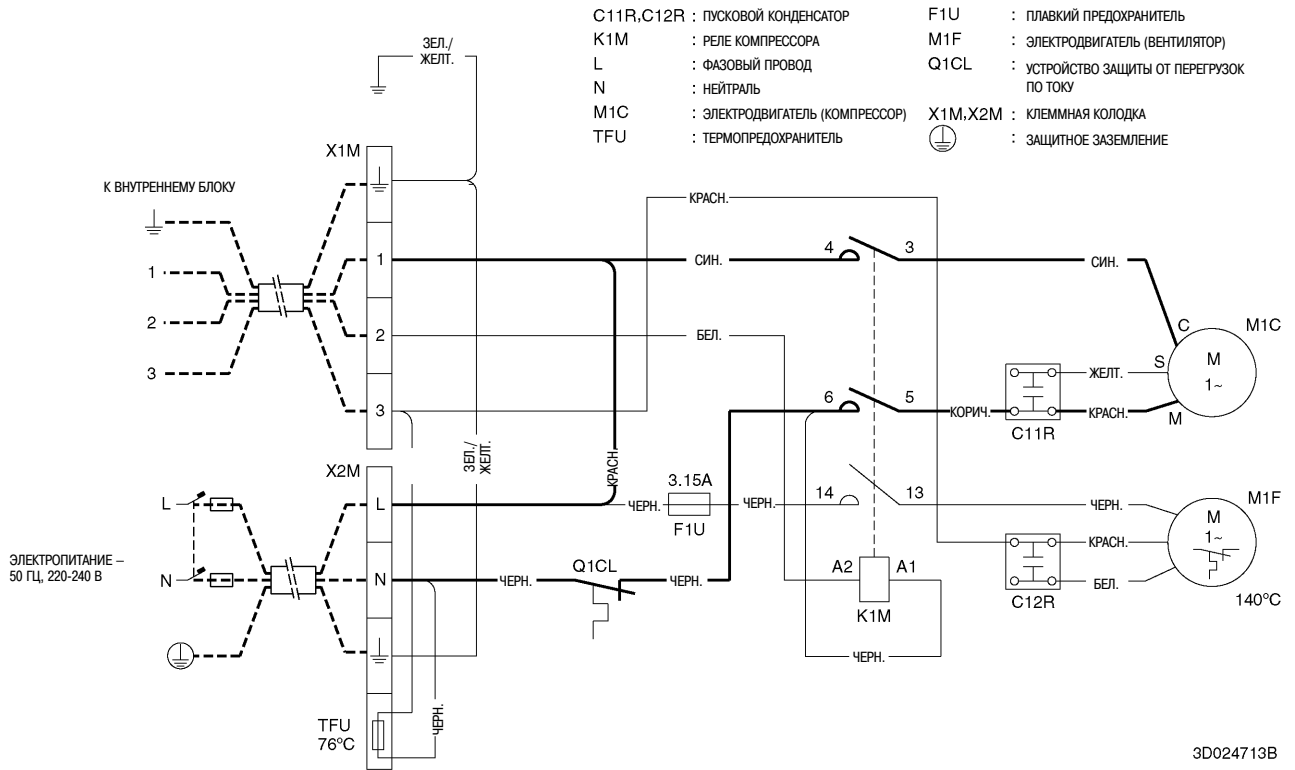 C11R,C12R : ПУСКОВОЙ КОНДЕНСАТОР
K1M : РЕЛЕ КОМПРЕССОРА
L : ФАЗОВЫЙ ПРОВОД
N : НЕЙТРАЛЬ
M1C : ЭЛЕКТРОДВИГАТЕЛЬ (КОМПРЕССОР)
TFU : ТЕРМОПРЕДОХРАНИТЕЛЬ
F1U : ПЛАВКИЙ ПРЕДОХРАНИТЕЛЬ
M1F : ЭЛЕКТРОДВИГАТЕЛЬ (ВЕНТИЛЯТОР)
Q1CL : УСТРОЙСТВО ЗАЩИТЫ ОТ ПЕРЕГРУЗОК
ПО ТОКУ
X1M,X2M : КЛЕММНАЯ КОЛОДКА
: ЗАЩИТНОЕ ЗАЗЕМЛЕНИЕ
ЗЕЛ./
ЖЕЛТ.
X1M
К ВНУТРЕННЕМУ БЛОКУ
КРАСН.
1
2
3
1
2
3
СИН.
4
3
СИН.
БЕЛ.
C
S
M
M
1~
M1C
ЖЕЛТ.
6
5
КОРИЧ.
КРАСН.
C11R
ЗЕЛ./
ЖЕЛТ.
КРАСН.
X2M
L
L
ЧЕРН.
3.15A
F1U
ЧЕРН.
14
13
ЧЕРН.
M1F
M
1~
КРАСН.
ЭЛЕКТРОПИТАНИЕ –
50 ГЦ, 220-240 В
N
N
ЧЕРН.
Q1CL
ЧЕРН.
A2
A1
K1M
БЕЛ.
C12R
140°C
ЧЕРН.
ЧЕРН.
TFU
76°C
3D024713B